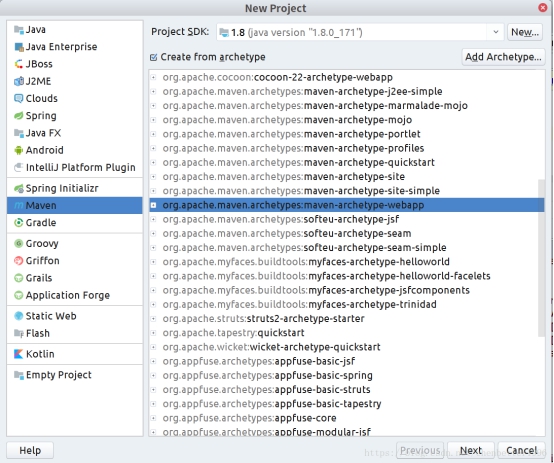 New Project
Java
Java Enterprise
JBoss
J2ME
Clouds
Spring
Java FX
Android
IntelliJ Platform Plugin
Spring Initializr
Maven
Gradle
Groovy
Griffon
Grails
Application Forge
Static Web
Flash
Kotlin
Empty Project
Project SDK: 1.8 (java version "1.8.0_171") New...
Create from archetype Add Archetype...
org.apache.cocoon:cocoon-22-archetype-webapp
org.apache.maven.archetypes:maven-archetype-j2ee-simple
org.apache.maven.archetypes:maven-archetype-marmalade-mojo
org.apache.maven.archetypes:maven-archetype-mojo
org.apache.maven.archetypes:maven-archetype-portlet
org.apache.maven.archetypes:maven-archetype-profiles
org.apache.maven.archetypes:maven-archetype-quickstart
org.apache.maven.archetypes:maven-archetype-site
org.apache.maven.archetypes:maven-archetype-site-simple
org.apache.maven.archetypes:maven-archetype-webapp
org.apache.maven.archetypes:softeu-archetype-jsf
org.apache.maven.archetypes:softeu-archetype-seam
org.apache.maven.archetypes:softeu-archetype-seam-simple
org.apache.myfaces.buildtools:myfaces-archetype-helloworld
org.apache.myfaces.buildtools:myfaces-archetype-helloworld-facelets
org.apache.myfaces.buildtools:myfaces-archetype-jsfcomponents
org.apache.myfaces.buildtools:myfaces-archetype-trinidad
org.apache.struts:struts2-archetype-starter
org.apache.tapestry:quickstart
org.apache.wicket:wicket-archetype-quickstart
org.appfuse.archetypes:appfuse-basic-jsf
org.appfuse.archetypes:appfuse-basic-spring
org.appfuse.archetypes:appfuse-basic-struts
org.appfuse.archetypes:appfuse-basic-tapestry
org.appfuse.archetypes:appfuse-core
org.appfuse.archetypes:appfuse-modular-jsf
Help Previous Next Cancel